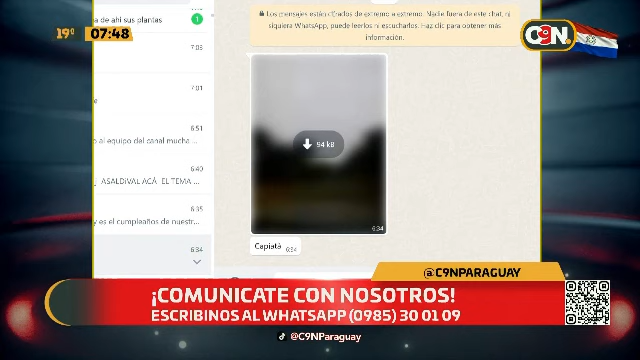 19º 07:48
C9N.
a de ahí sus plantas
1
7:03
7:01
e
6:51
o al equipo del canal mucha ...
6:40
ASALDIVAL ACÁ EL TEMA ...
6:35
y es el cumpleaños de nuestr...
6:34
Los mensajes están cifrados de extremo a extremo. Nadie fuera de este chat, ni
siquiera WhatsApp, puede leerlos ni escucharlos. Haz clic para obtener más
información.
94 kB
6:34
Capiatá 6:34
@C9NPARAGUAY
¡COMUNICATE CON NOSOTROS!
ESCRIBINOS AL WHATSAPP (0985) 30 01 09
@C9NParaguay